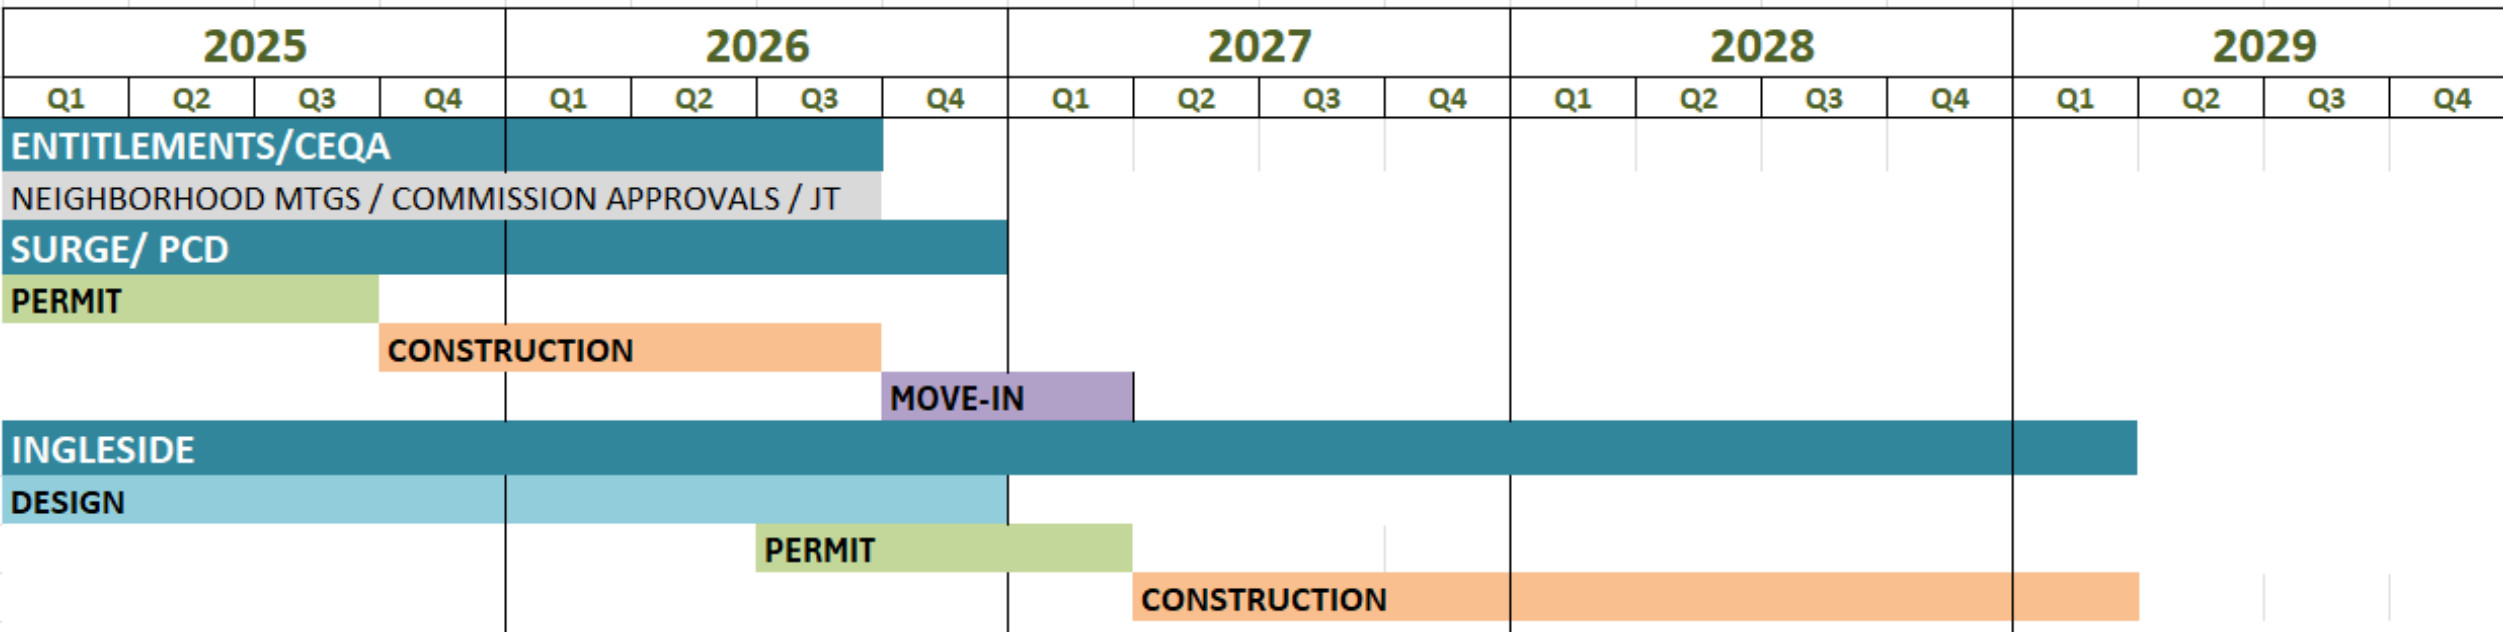 2025 2026 2027 2028 2029
Q1 Q2 Q3 Q4 Q1 Q2 Q3 Q4 Q1 Q2 Q3 Q4 Q1 Q2 Q3 Q4 Q1 Q2 Q3 Q4
ENTITLEMENTS/CEQA
NEIGHBORHOOD MTGS / COMMISSION APPROVALS / JT
SURGE/ PCD
PERMIT
CONSTRUCTION
MOVE-IN
INGLESIDE
DESIGN
PERMIT
CONSTRUCTION